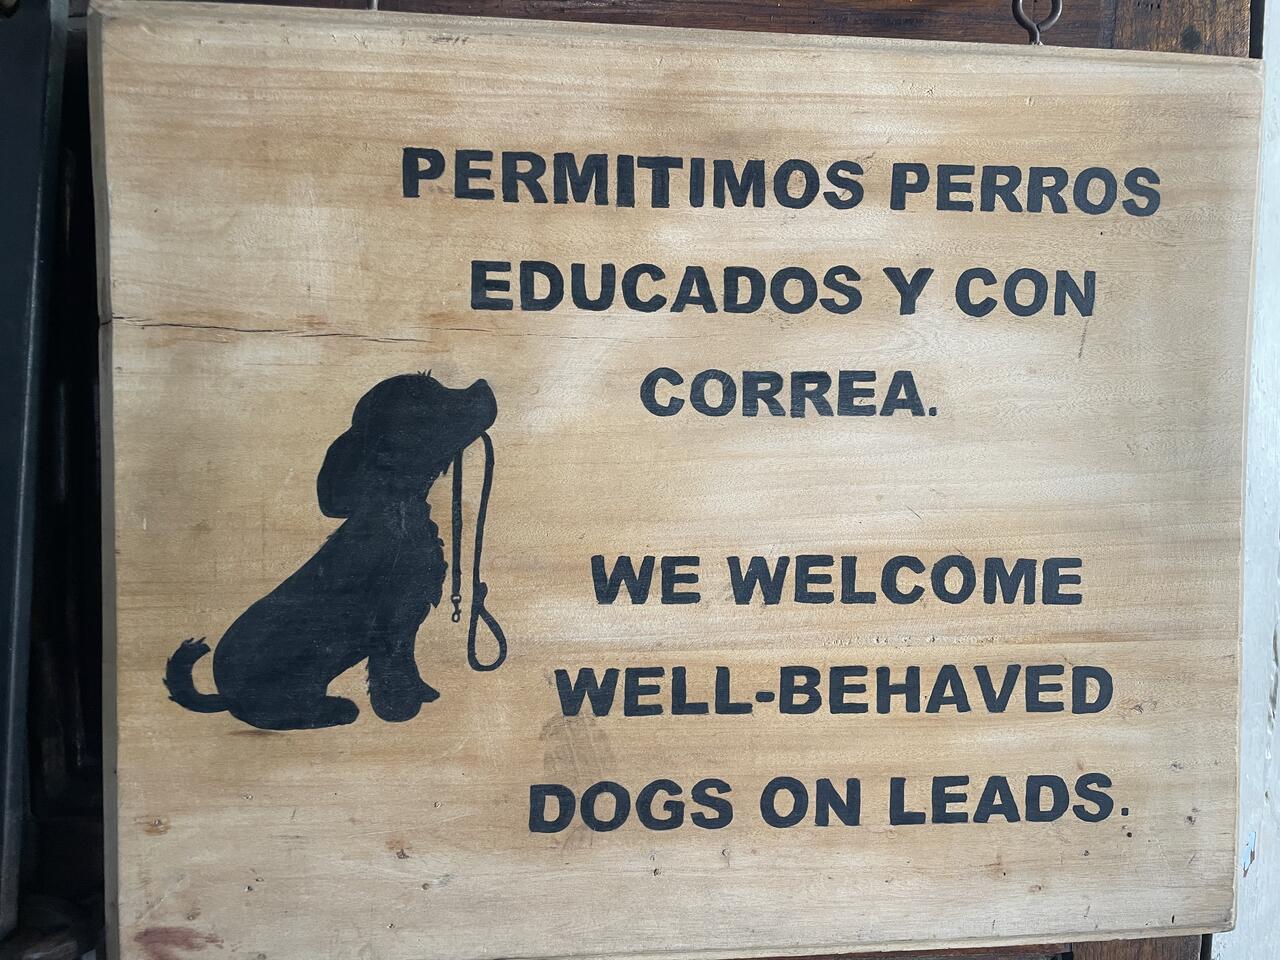 PERMITIMOS PERROS
EDUCADOS Y CON
CORREA.
WE WELCOME
WELL-BEHAVED
DOGS ON LEADS.